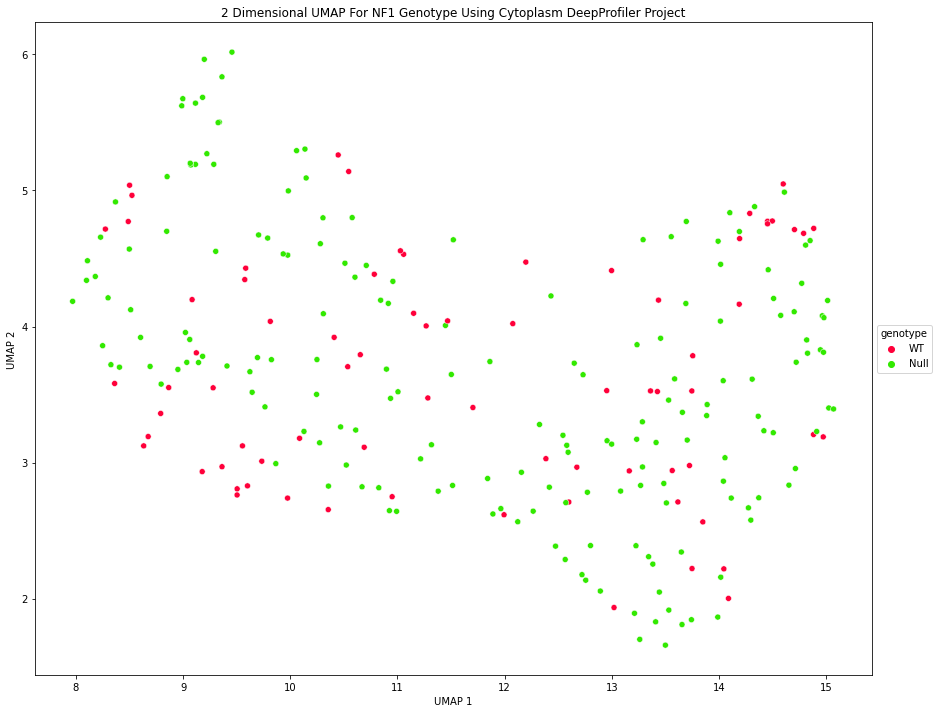 2 Dimensional UMAP For NF1 Genotype Using Cytoplasm DeepProfiler Project
6
5
4
3
2
UMAP 2
8 9 10 11 12 13 14 15
UMAP 1
genotype
WT
Null